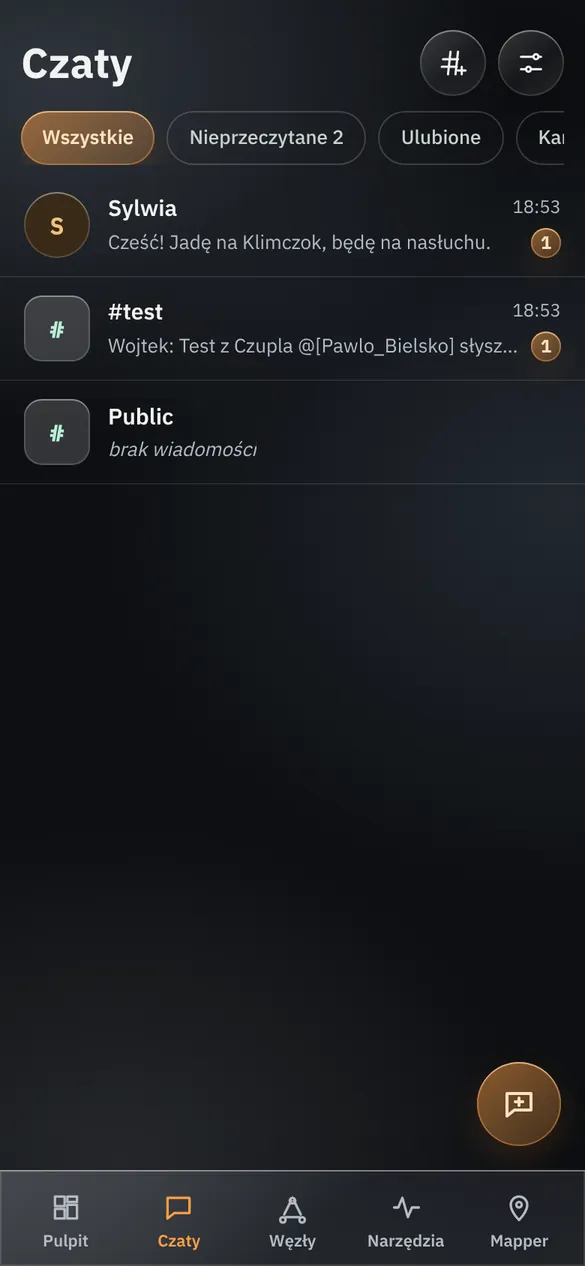 Czaty
Wszystkie
Nieprzeczytane 2
Ulubione
Kar
S
Sylwia
18:53
Cześć! Jadę na Klimczok, będę na nasłuchu.
1
#
#test
18:53
Wojtek: Test z Czupla @[Pawlo_Bielsko] słysz...
1
#
Public
brak wiadomości
Pulpit
Czaty
Węzły
Narzędzia
Mapper